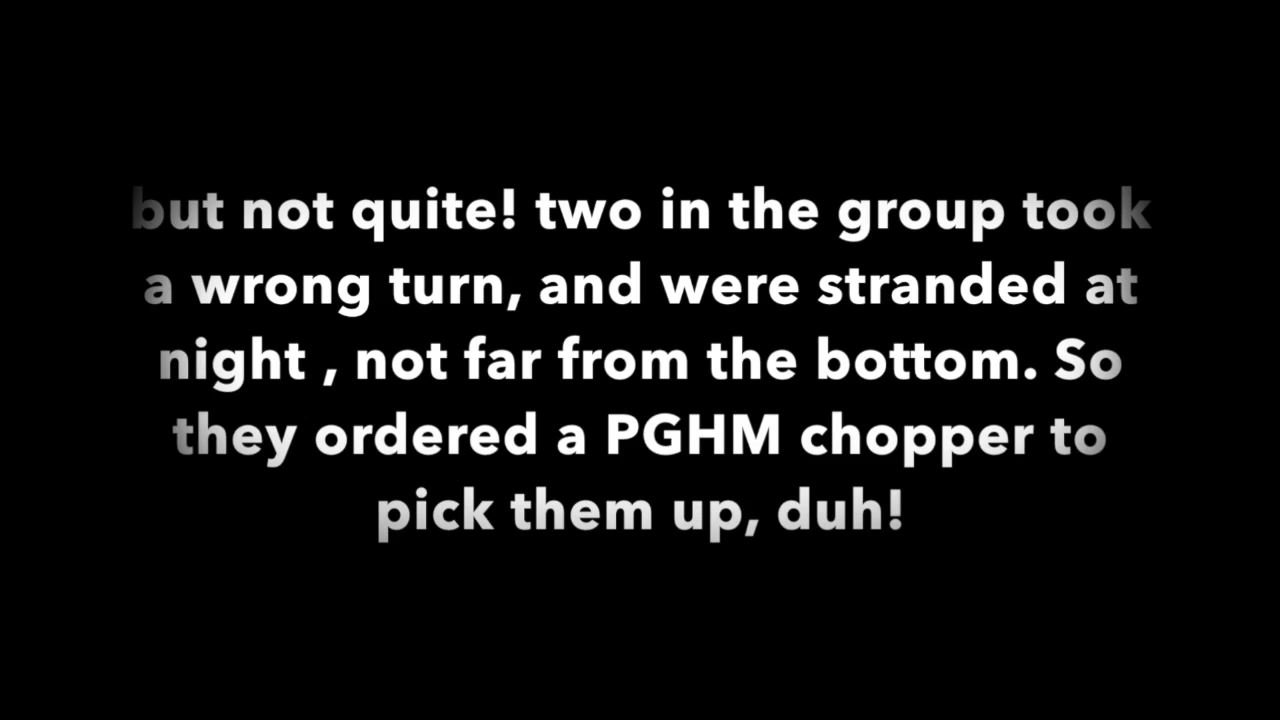 but not quite! two in the group took
a wrong turn, and were stranded at
night , not far from the bottom. So
they ordered a PGHM chopper to
pick them up, duh!